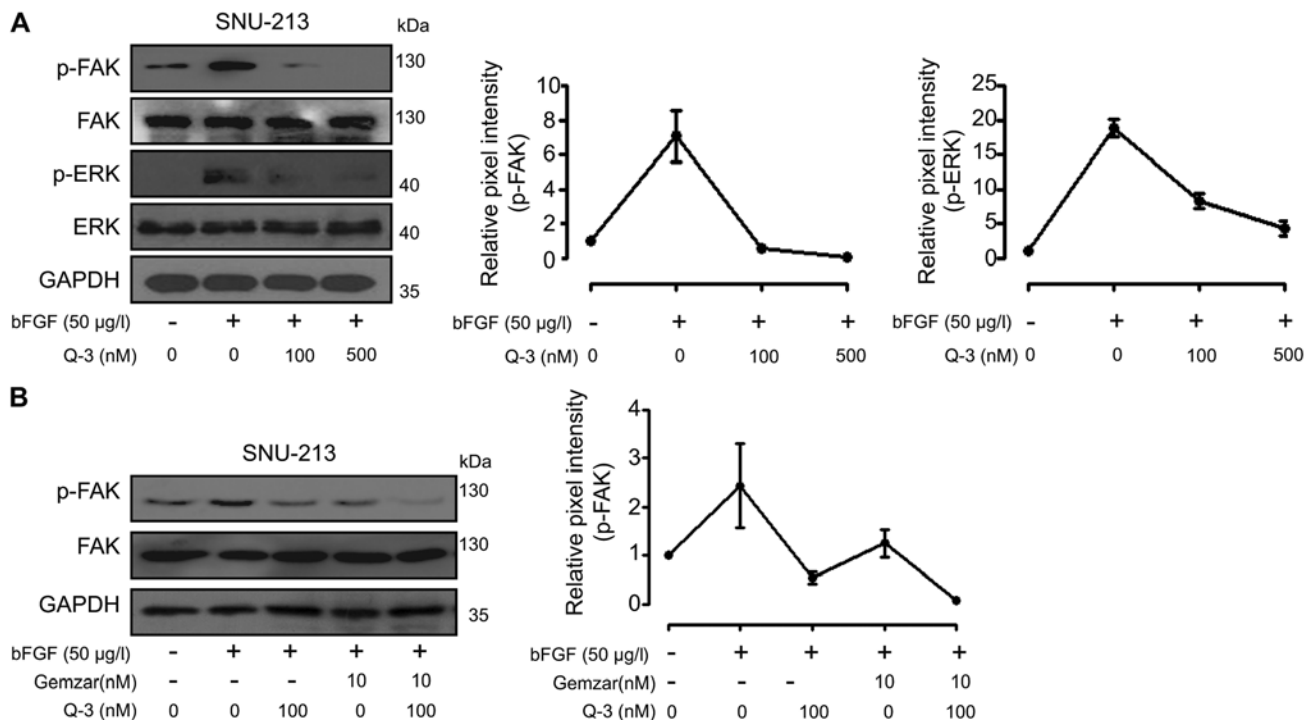 A
SNU-213
kDa
p-FAK
130
FAK
130
p-ERK
40
ERK
40
GAPDH
35
bFGF (50 µg/l) - + + +
Q-3 (nM) 0 0 100 500
Relative pixel intensity
(p-FAK)
10
8
6
4
2
0
bFGF (50 µg/l) - + + +
Q-3 (nM) 0 0 100 500
Relative pixel intensity
(p-ERK)
25
20
15
10
5
0
bFGF (50 µg/l) - + + +
Q-3 (nM) 0 0 100 500
B
SNU-213
kDa
p-FAK
130
FAK
130
GAPDH
35
bFGF (50 µg/l) - + + + +
Gemzar(nM) - - - 10 10
Q-3 (nM) 0 0 100 0 100
Relative pixel intensity
(p-FAK)
4
3
2
1
0
bFGF (50 µg/l) - + + + +
Gemzar(nM) - - - 10 10
Q-3 (nM) 0 0 100 0 100